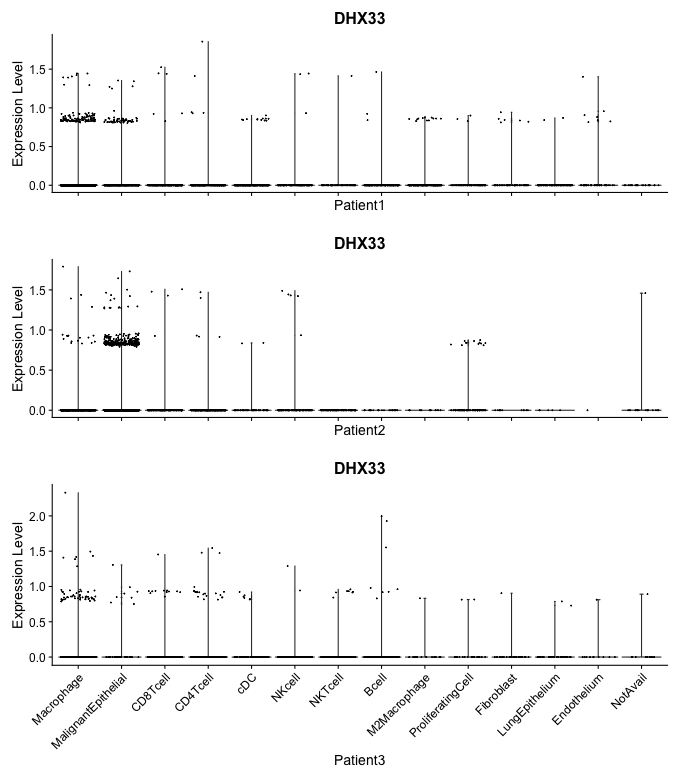 DHX33
Expression Level
1.5
1.0
0.5
0.0
Patient1
DHX33
Expression Level
1.5
1.0
0.5
0.0
Patient2
DHX33
Expression Level
2.0
1.5
1.0
0.5
0.0
Macrophage
MalignantEpithelial
CD8Tcell
CD4Tcell
cDC
NKcell
NKTcell
Bcell
M2Macrophage
ProliferatingCell
Fibroblast
LungEpithelium
Endothelium
NotAvail
Patient3